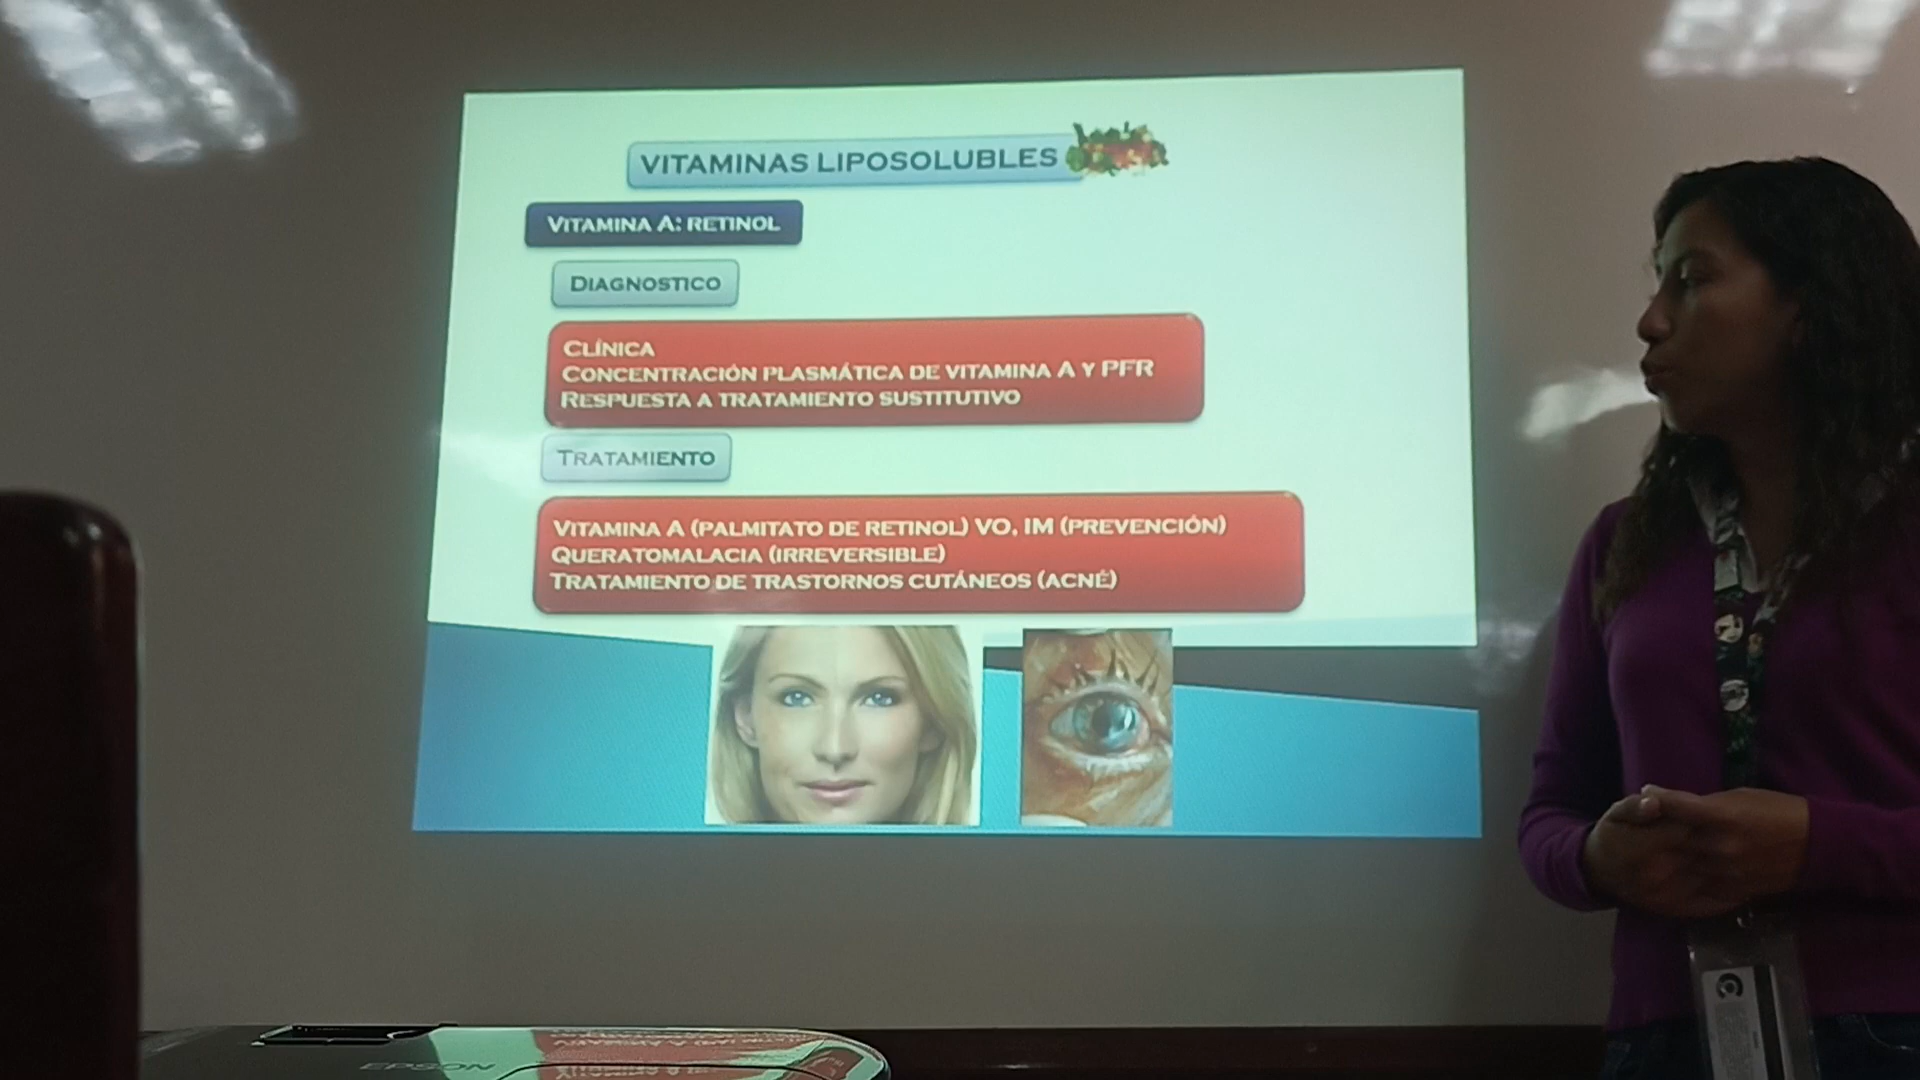 VITAMINAS LIPOSOLUBLES
VITAMINA A: RETINOL
DIAGNOSTICO
CLÍNICA
CONCENTRACIÓN PLASMÁTICA DE VITAMINA A Y PFR
RESPUESTA A TRATAMIENTO SUSTITUTIVO
TRATAMIENTO
VITAMINA A (PALMITATO DE RETINOL) VO, IM (PREVENCIÓN)
QUERATOMALACIA (IRREVERSIBLE)
TRATAMIENTO DE TRASTORNOS CUTÁNEOS (ACNÉ)
EPSON